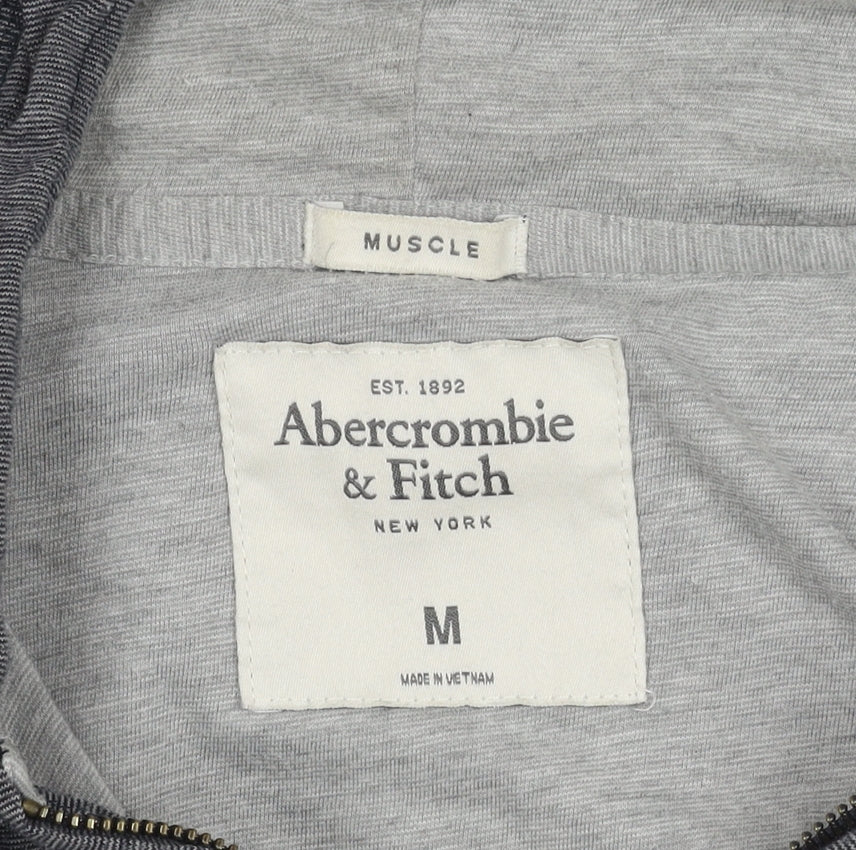 MUSCLE
EST. 1892
Abercrombie
& Fitch
NEW YORK
M
MADE IN VIETNAM